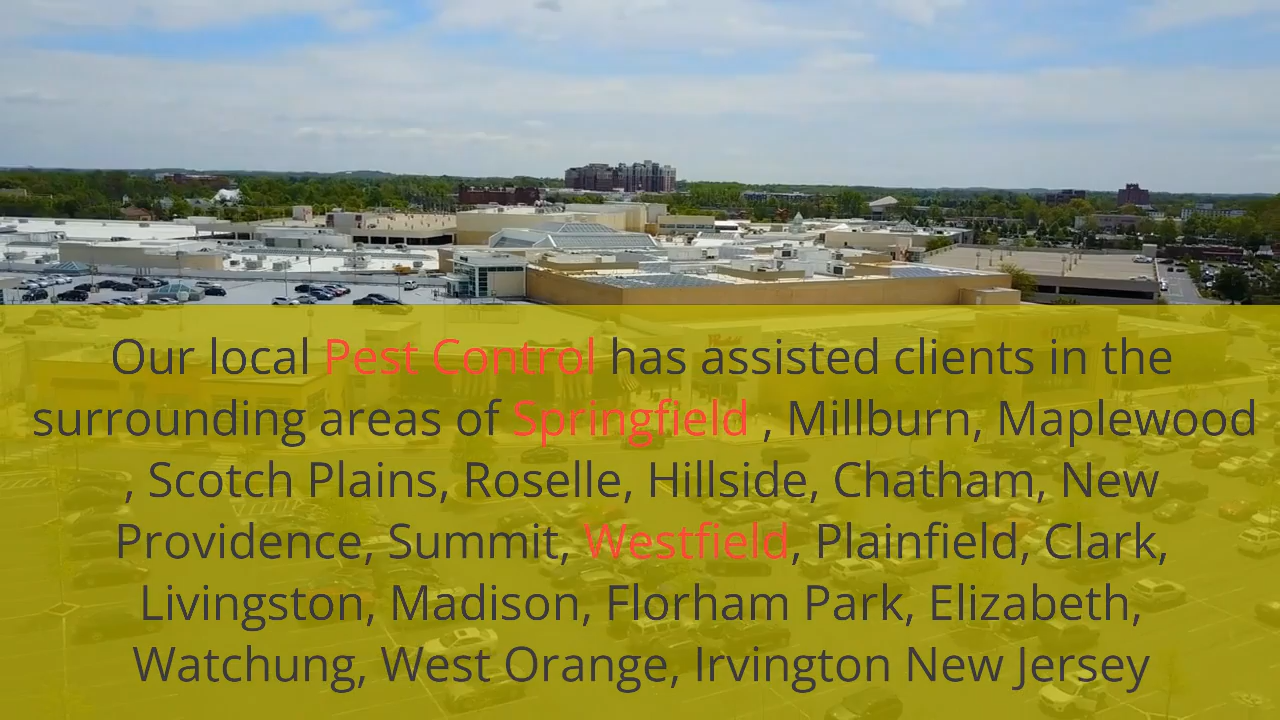 Our local Pest Control has assisted clients in the
surrounding areas of Springfield , Millburn, Maplewood
, Scotch Plains, Roselle, Hillside, Chatham, New
Providence, Summit, Westfield, Plainfield, Clark,
Livingston, Madison, Florham Park, Elizabeth,
Watchung, West Orange, Irvington New Jersey